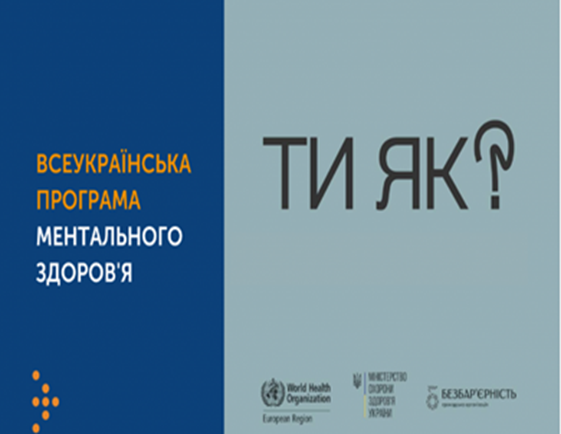 ВСЕУКРАЇНСЬКА
ПРОГРАМА
МЕНТАЛЬНОГО
ЗДОРОВ'Я
ТИ ЯК?
World Health
Organization
European Region
МІНІСТЕРСТВО
ОХОРОНИ
ЗДОРОВ'Я
УКРАЇНИ
БЕЗБАР'ЄРНІСТЬ